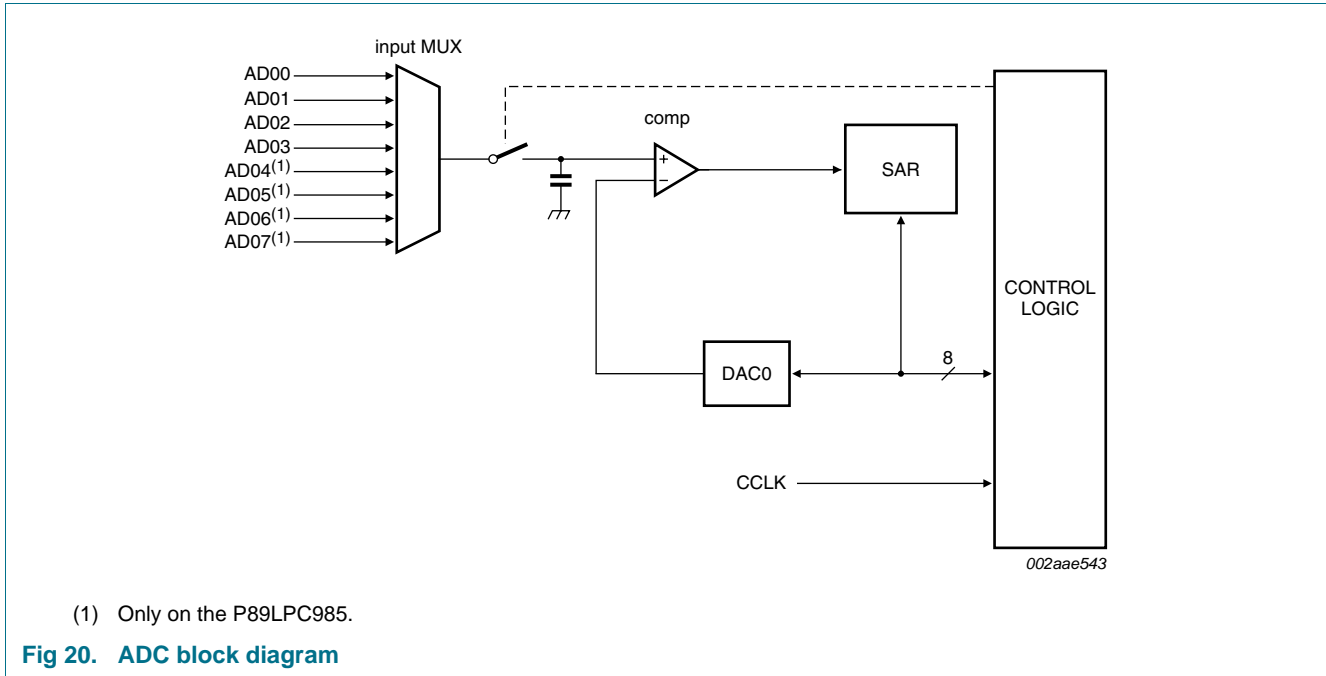 input MUX
AD00
AD01
AD02
AD03
AD04(1)
AD05(1)
AD06(1)
AD07(1)
comp
+
−
SAR
CONTROL
LOGIC
8
DAC0
CCLK
002aae543
(1) Only on the P89LPC985.
Fig 20. ADC block diagram